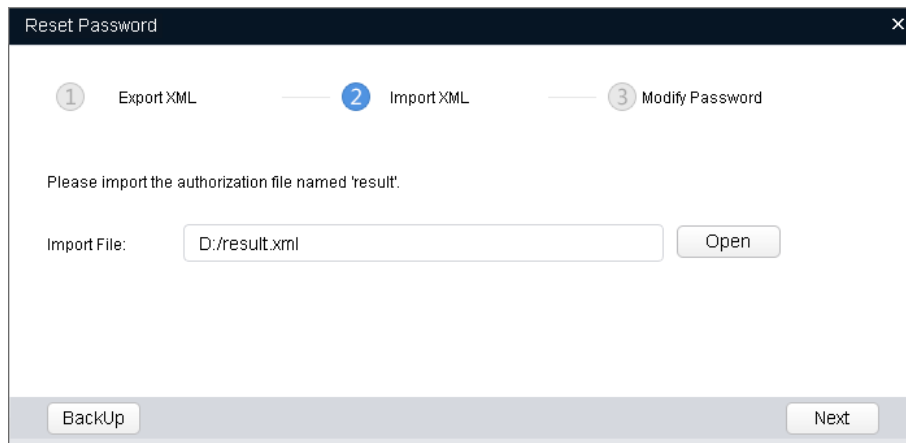 Reset Password
1 Export XML 2 Import XML 3 Modify Password
Please import the authorization file named 'result'.
Import File: D:/result.xml Open
BackUp Next